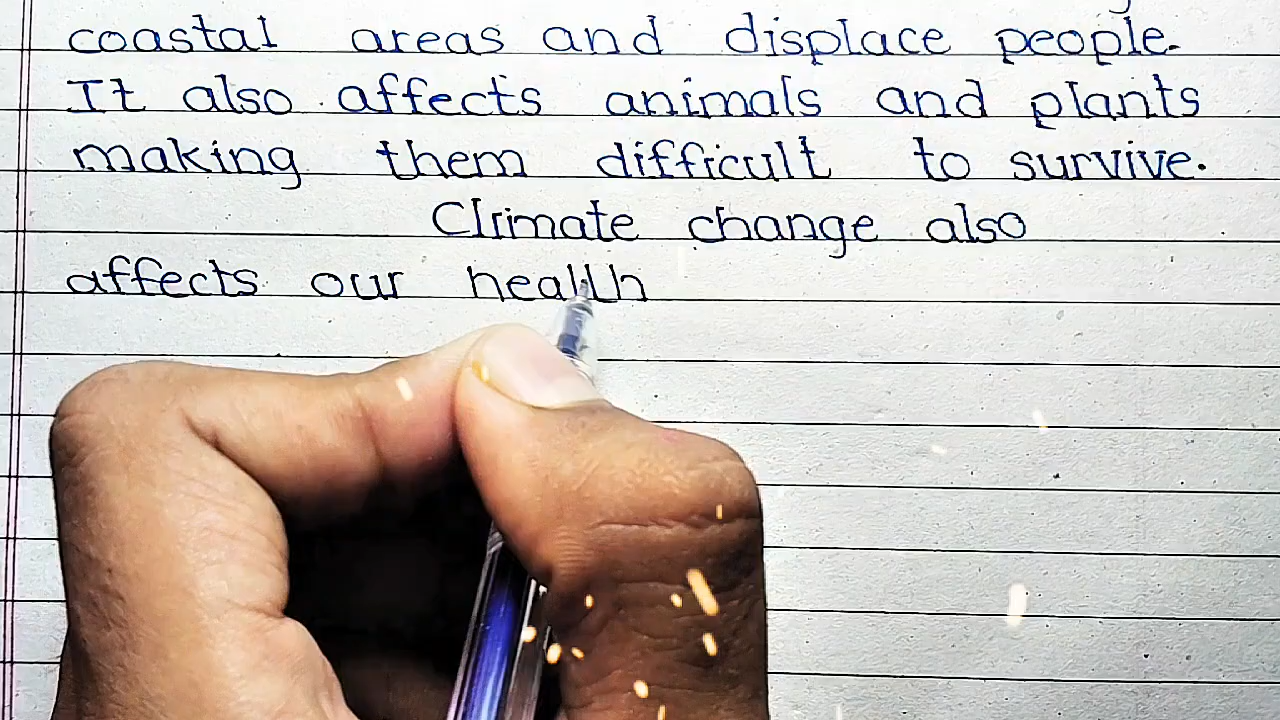 coastal areas and displace people.
It also affects animals and plants
making them difficult to survive.
Climate change also
affects our health